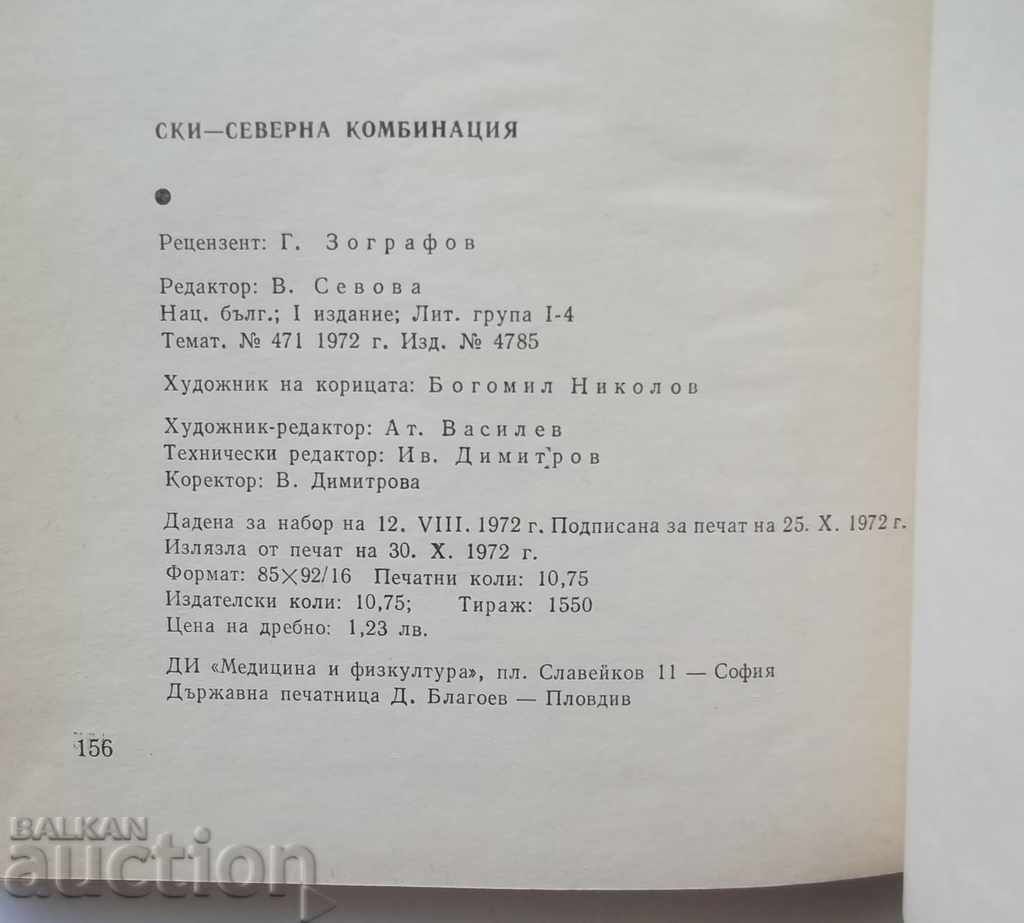 СКИ—СЕВЕРНА КОМБИНАЦИЯ
Рецензент: Г. Зографов
Редактор: В. Севова
Нац. бълг.; I издание; Лит. група I-4
Темат. № 471 1972 г. Изд. № 4785
Художник на корицата: Богомил Николов
Художник-редактор: Ат. Василев
Технически редактор: Ив. Димитров
Коректор: В. Димитрова
Дадена за набор на 12. VIII. 1972 г. Подписана за печат на 25. X. 1972 г.
Излязла от печат на 30. X. 1972 г.
Формат: 85×92/16 Печатни коли: 10,75
Издателски коли: 10,75; Тираж: 1550
Цена на дребно: 1,23 лв.
ДИ «Медицина и физкултура», пл. Славейков 11 — София
Държавна печатница Д. Благоев — Пловдив
156
BALKAN
auction